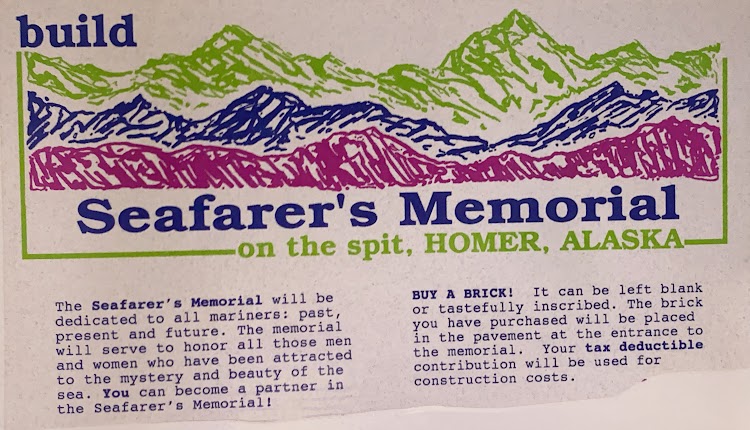 build
Seafarer's Memorial
on the spit, HOMER, ALASKA
The Seafarer's Memorial will be
dedicated to all mariners: past,
present and future. The memorial
will serve to honor all those men
and women who have been attracted
to the mystery and beauty of the
sea. You can become a partner in
the Seafarer's Memorial!
BUY A BRICK! It can be left blank
or tastefully inscribed. The brick
you have purchased will be placed
in the pavement at the entrance to
the memorial. Your tax deductible
contribution will be used for
construction costs.